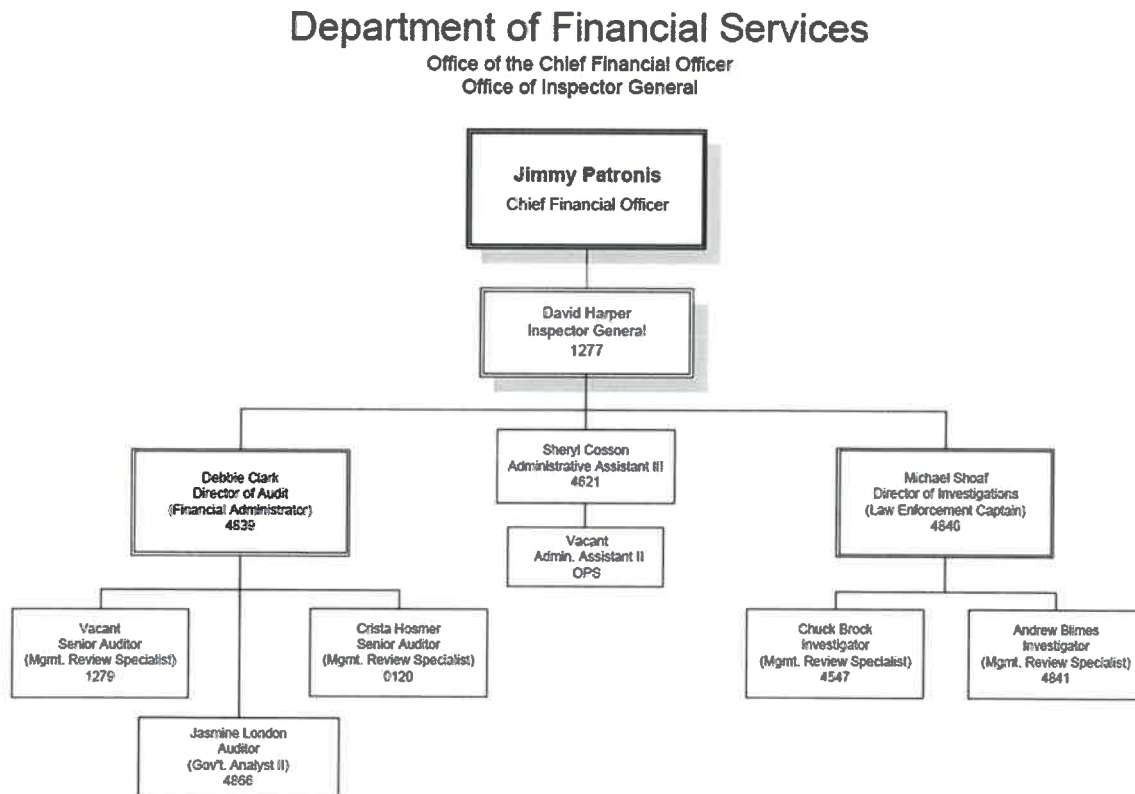 Department of Financial Services
Office of the Chief Financial Officer
Office of Inspector General
Jimmy Patronis
Chief Financial Officer
David Harper
Inspector General
1277
Debbie Clark
Director of Audit
(Financial Administrator)
4839
Sheryl Cosson
Administrative Assistant III
4621
Michael Shoaf
Director of Investigations
(Law Enforcement Captain)
4840
Vacant
Admin. Assistant II
OPS
Vacant
Senior Auditor
(Mgmt. Review Specialist)
1279
Crista Hosmer
Senior Auditor
(Mgmt. Review Specialist)
0120
Chuck Brock
Investigator
(Mgmt. Review Specialist)
4547
Andrew Blimes
Investigator
(Mgmt. Review Specialist)
4841
Jasmine London
Auditor
(Gov't. Analyst II)
4866